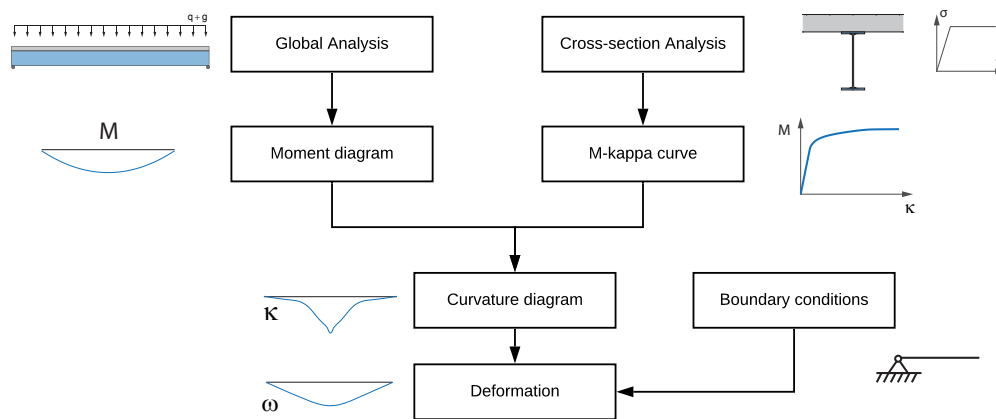 q + g
Global Analysis
Cross-section Analysis
σ
M
Moment diagram
M-kappa curve
M
κ
κ
Curvature diagram
Boundary conditions
ω
Deformation